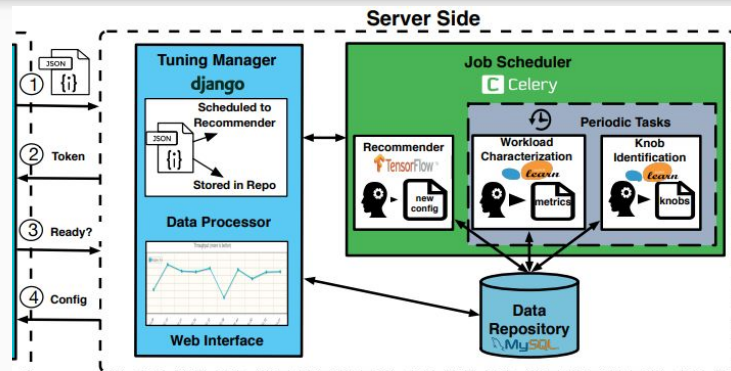 Server Side
JSON
{i}
1
2
Token
3
Ready?
4
Config
Tuning Manager
django
Scheduled to
Recommender
JSON
{i}
Stored in Repo
Data Processor
Web Interface
Job Scheduler
C Celery
Periodic Tasks
Recommender
TensorFlow
new
config
Workload
Characterization
learn
metrics
Knob
Identification
learn
knobs
Data
Repository
MySQL